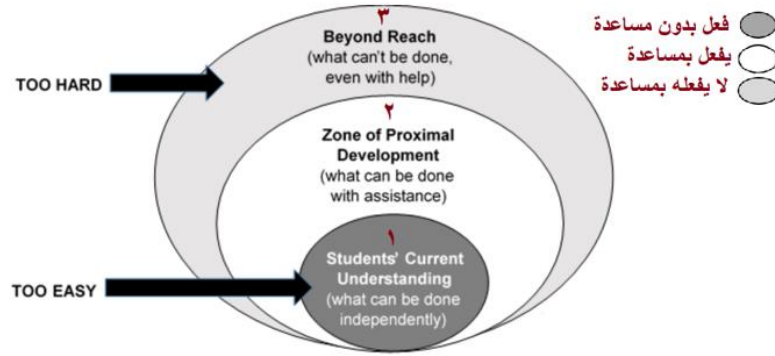 ٣
Beyond Reach
(what can't be done,
even with help)
TOO HARD
٢
Zone of Proximal
Development
(what can be done
with assistance)
١
Students' Current
Understanding
(what can be done
independently)
TOO EASY
فعل بدون مساعدة
يفعل بمساعدة
لا يفعله بمساعدة